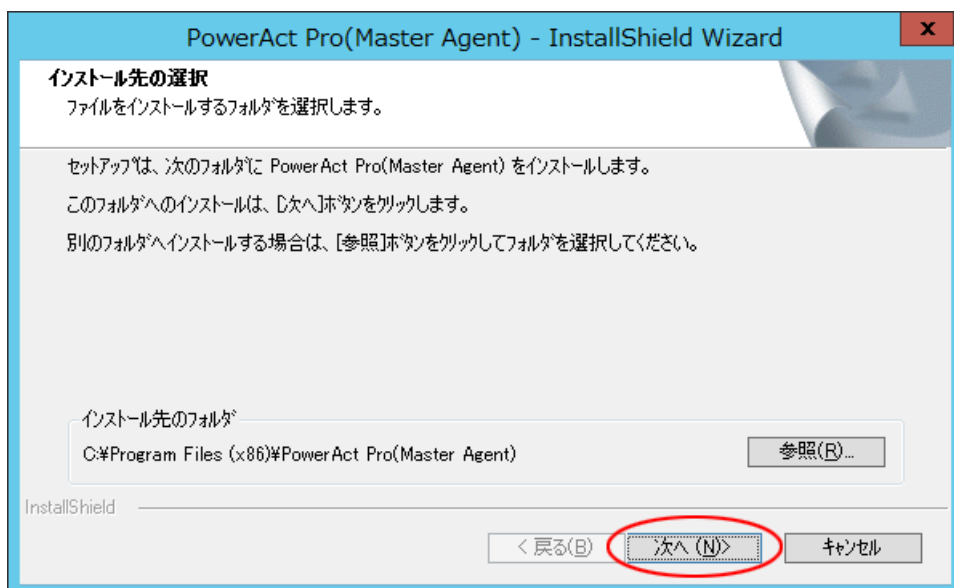 PowerAct Pro(Master Agent) - InstallShield Wizard
x
インストール先の選択
ファイルをインストールするフォルダを選択します。
セットアップは、次のフォルダに PowerAct Pro(Master Agent) をインストールします。
このフォルダへのインストールは、[次へ]ボタンをクリックします。
別のフォルダへインストールする場合は、[参照]ボタンをクリックしてフォルダを選択してください。
インストール先のフォルダ
C:¥Program Files (x86)¥PowerAct Pro(Master Agent)
参照(R)...
InstallShield
< 戻る(B)
次へ (N)>
キャンセル